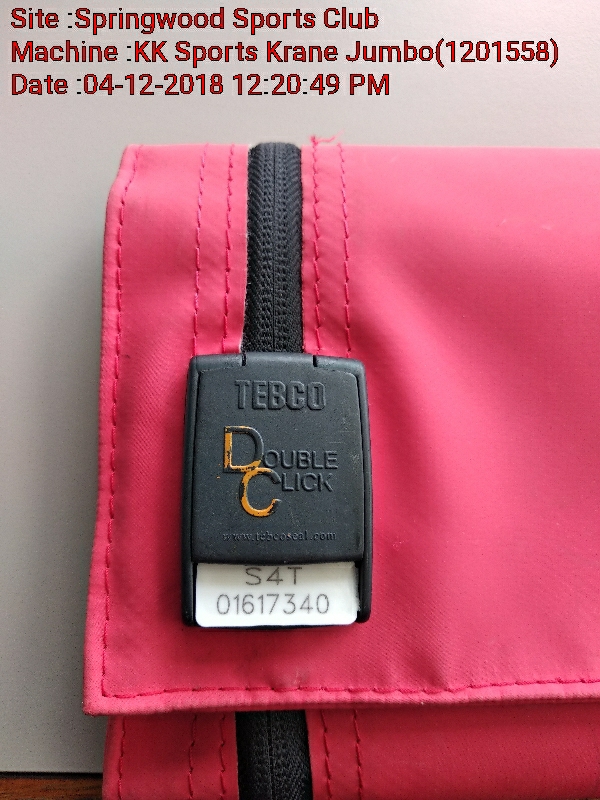 Site :Springwood Sports Club
Machine :KK Sports Krane Jumbo(1201558)
Date :04-12-2018 12:20:49 PM
TEBCO
DOUBLE
CLICK
www.tebcoseal.com
S4T
01617340